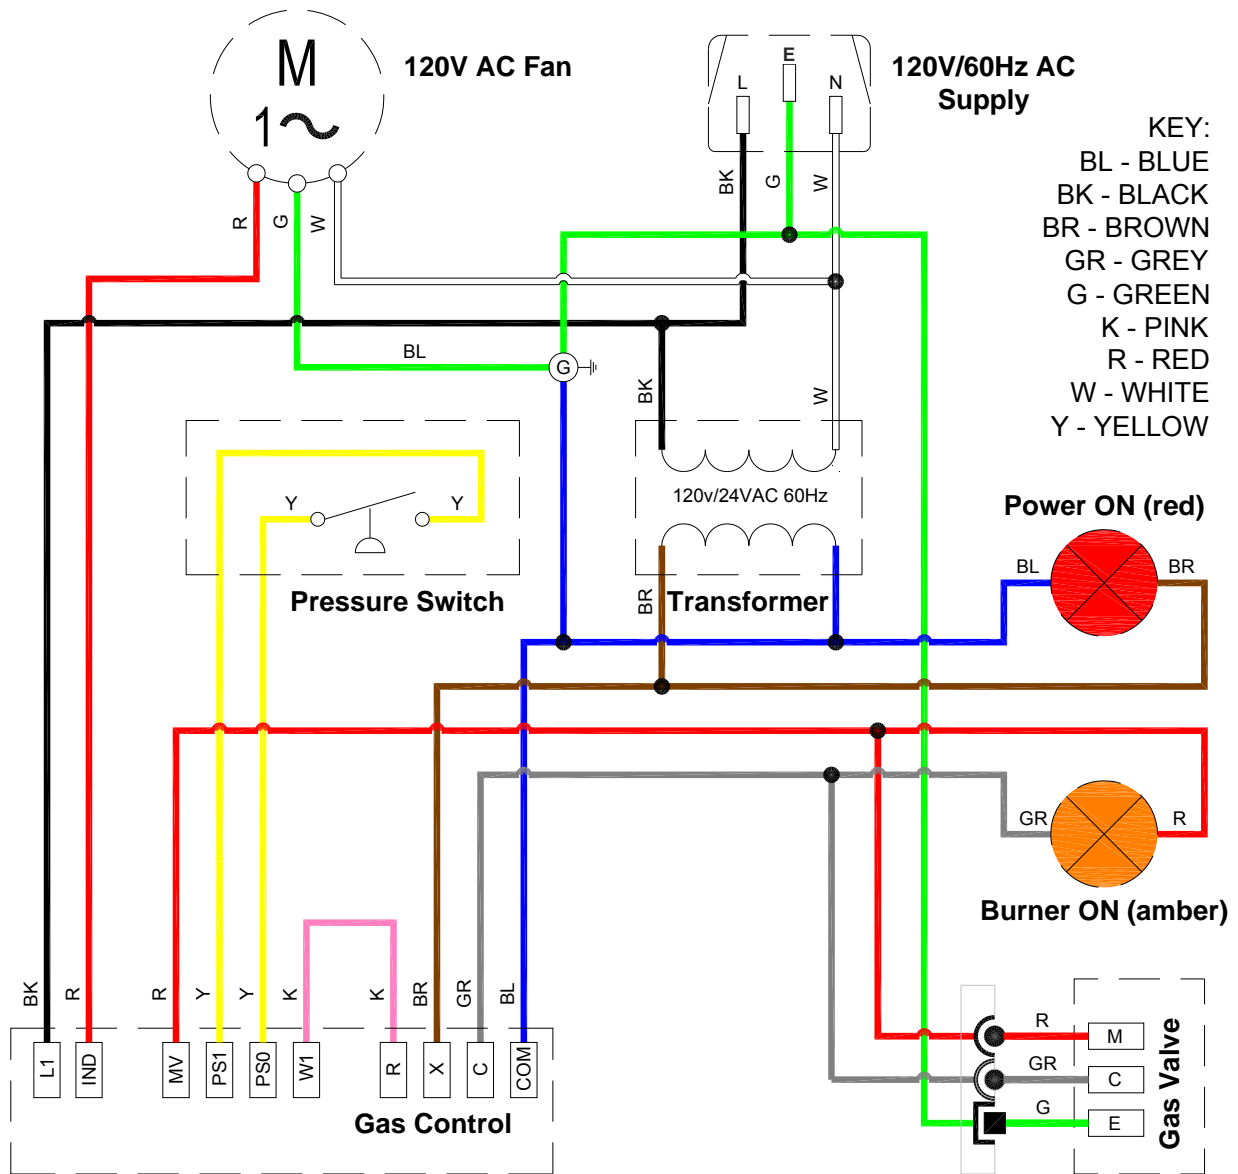 M
1
120V AC Fan
L
E
N
120V/60Hz AC
Supply
KEY:
BL - BLUE
BK - BLACK
BR - BROWN
GR - GREY
G - GREEN
K - PINK
R - RED
W - WHITE
Y - YELLOW
R
G
W
BK
G
W
BL
G
BK
W
Y
Y
Pressure Switch
120v/24VAC 60Hz
BR
Transformer
Power ON (red)
BL
BR
GR
R
Burner ON (amber)
BK
R
R
Y
Y
K
K
BR
GR
BL
L1
IND
MV
PS1
PS0
W1
R
X
C
COM
Gas Control
R
GR
G
M
C
E
Gas Valve